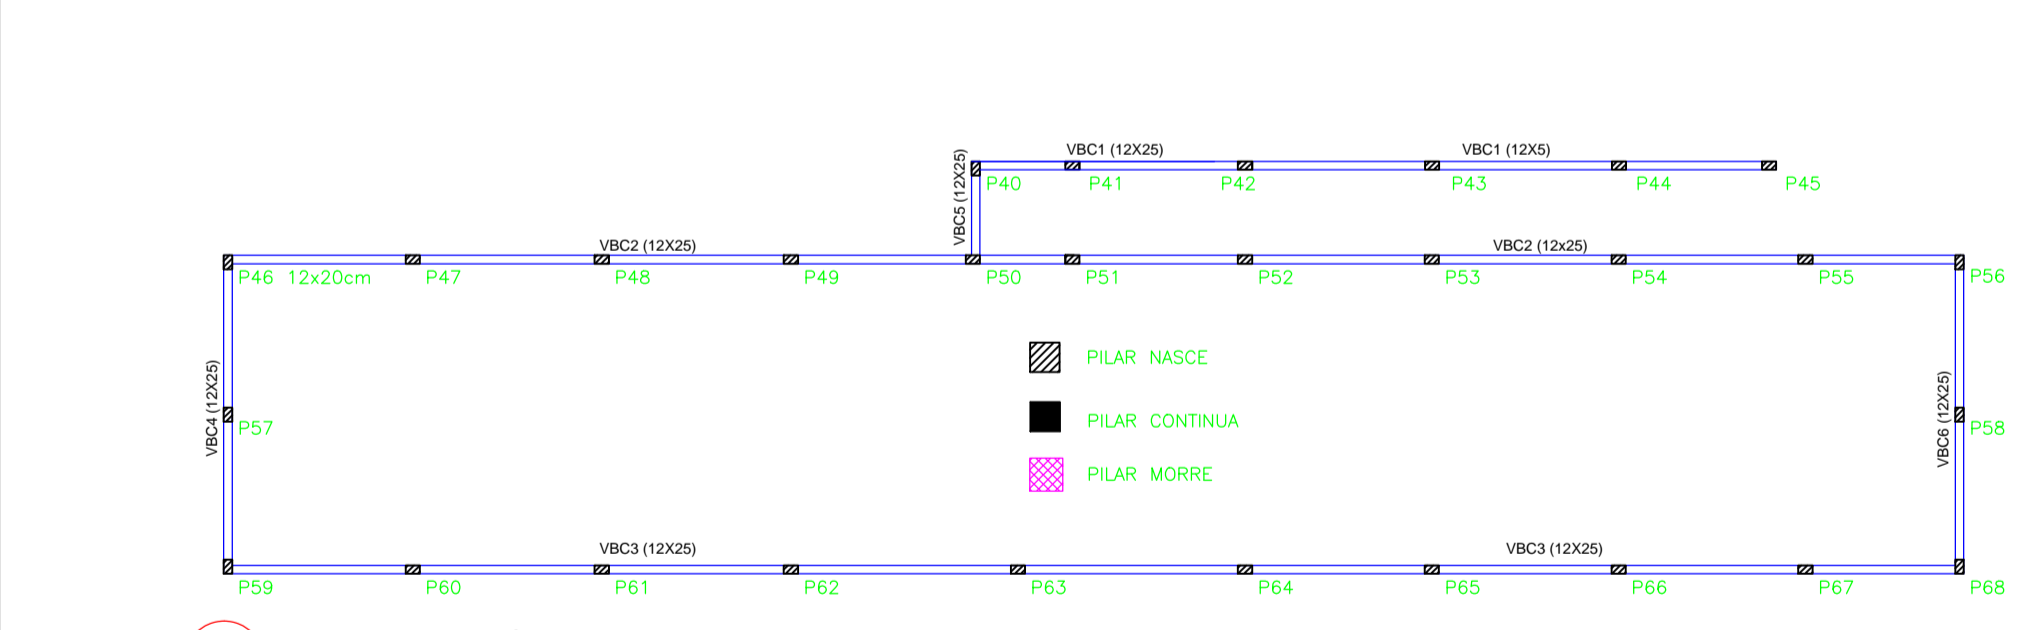 VBC1 (12X25)
VBC1 (12X5)
VBC5 (12X25)
P40
P41
P42
P43
P44
P45
VBC2 (12X25)
VBC2 (12x25)
P46 12x20cm
P47
P48
P49
P50
P51
P52
P53
P54
P55
P56
PILAR NASCE
PILAR CONTINUA
PILAR MORRE
VBC4 (12X25)
P57
VBC6 (12X25)
P58
VBC3 (12X25)
VBC3 (12X25)
P59
P60
P61
P62
P63
P64
P65
P66
P67
P68